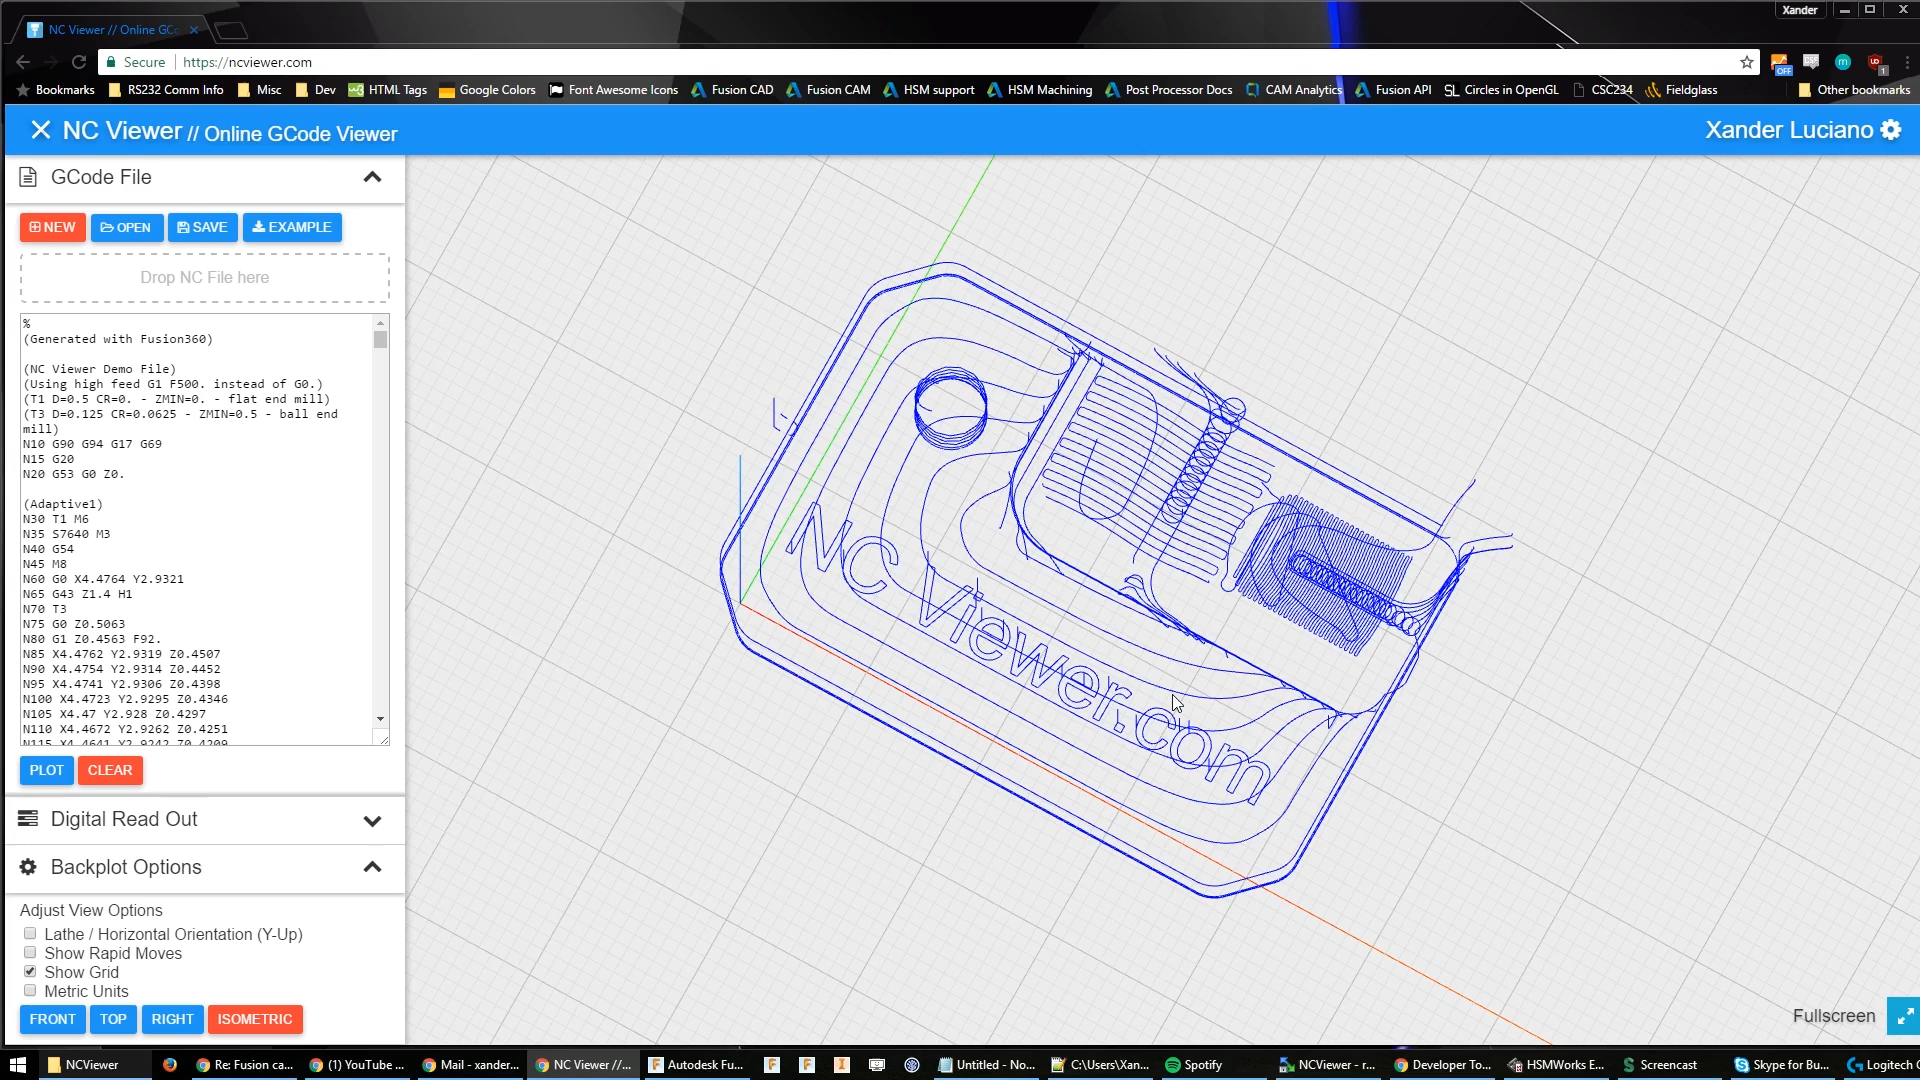 Xander
NC Viewer // Online GC
Secure https://ncviewer.com
OFF
1
Bookmarks RS232 Comm Info Misc Dev HTML Tags Google Colors Font Awesome Icons Fusion CAD Fusion CAM HSM support HSM Machining Post Processor Docs CAM Analytics Fusion API Circles in OpenGL CSC234 Fieldglass Other bookmarks
NC Viewer // Online GCode Viewer
Xander Luciano
GCode File
NEW OPEN SAVE EXAMPLE
Drop NC File here
%
(Generated with Fusion360)
(NC Viewer Demo File)
(Using high feed G1 F500. instead of G0.)
(T1 D=0.5 CR=0. - ZMIN=0. - flat end mill)
(T3 D=0.125 CR=0.0625 - ZMIN=0.5 - ball end
mill)
N10 G90 G94 G17 G69
N15 G20
N20 G53 G0 Z0.
(Adaptive1)
N30 T1 M6
N35 S7640 M3
N40 G54
N45 M8
N60 G0 X4.4764 Y2.9321
N65 G43 Z1.4 H1
N70 T3
N75 G0 Z0.5063
N80 G1 Z0.4563 F92.
N85 X4.4762 Y2.9319 Z0.4507
N90 X4.4754 Y2.9314 Z0.4452
N95 X4.4741 Y2.9306 Z0.4398
N100 X4.4723 Y2.9295 Z0.4346
N105 X4.47 Y2.928 Z0.4297
N110 X4.4672 Y2.9262 Z0.4251
N115 X4.4641 Y2.9242 Z0.4209
PLOT CLEAR
Digital Read Out
Backplot Options
Adjust View Options
Lathe / Horizontal Orientation (Y-Up)
Show Rapid Moves
Show Grid
Metric Units
FRONT TOP RIGHT ISOMETRIC
NC Viewer.com
Fullscreen
NCViewer Re: Fusion ca... (1) YouTube ... Mail - xander... NC Viewer //... Autodesk Fu... Untitled - No... C:\Users\Xan... Spotify NCViewer - r... Developer To... HSMWorks E... Screencast Skype for Bu... Logitech